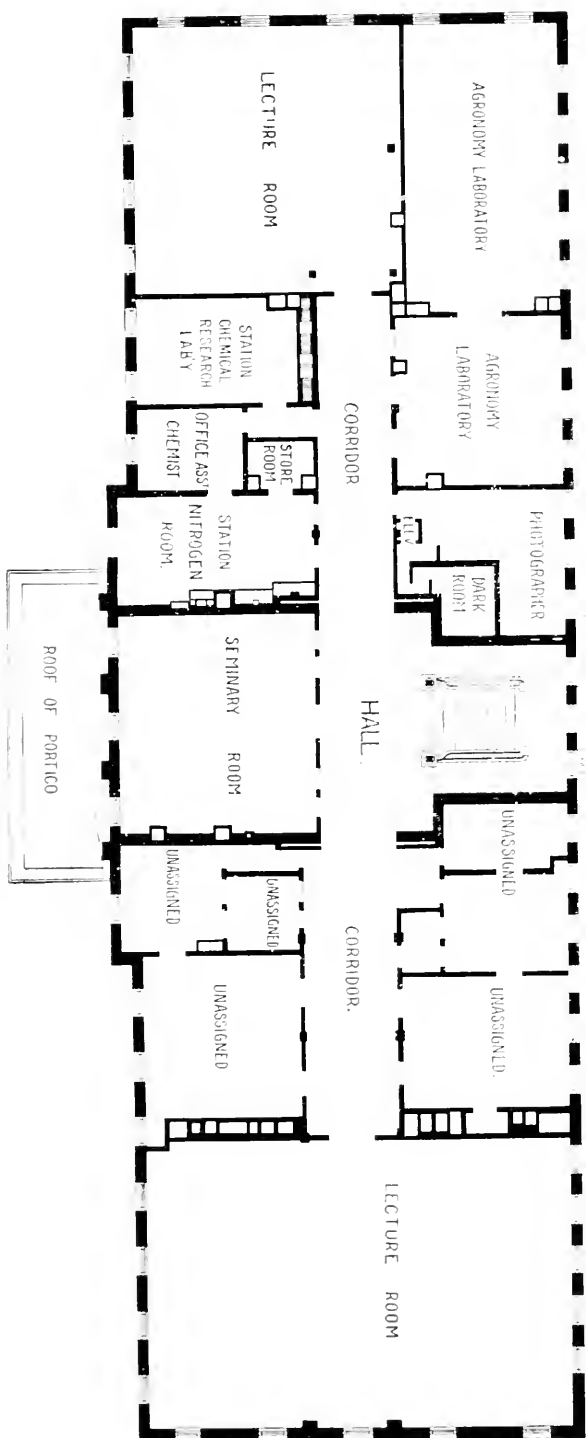 AGRONOMY LABORATORY
AGRONOMY
LABORATORY
PHOTOGRAPHER
DARK
ROOM
ELEV
UNASSIGNED
UNASSIGNED.
LECTURE ROOM
CORRIDOR
HALL.
CORRIDOR.
LECTURE ROOM
STATION
CHEMICAL
RESEARCH
LAB'Y
OFFICE ASS'T
CHEMIST
STORE
ROOM
STATION
NITROGEN
ROOM.
SEMINARY ROOM
UNASSIGNED
UNASSIGNED
UNASSIGNED
ROOF OF PORTICO